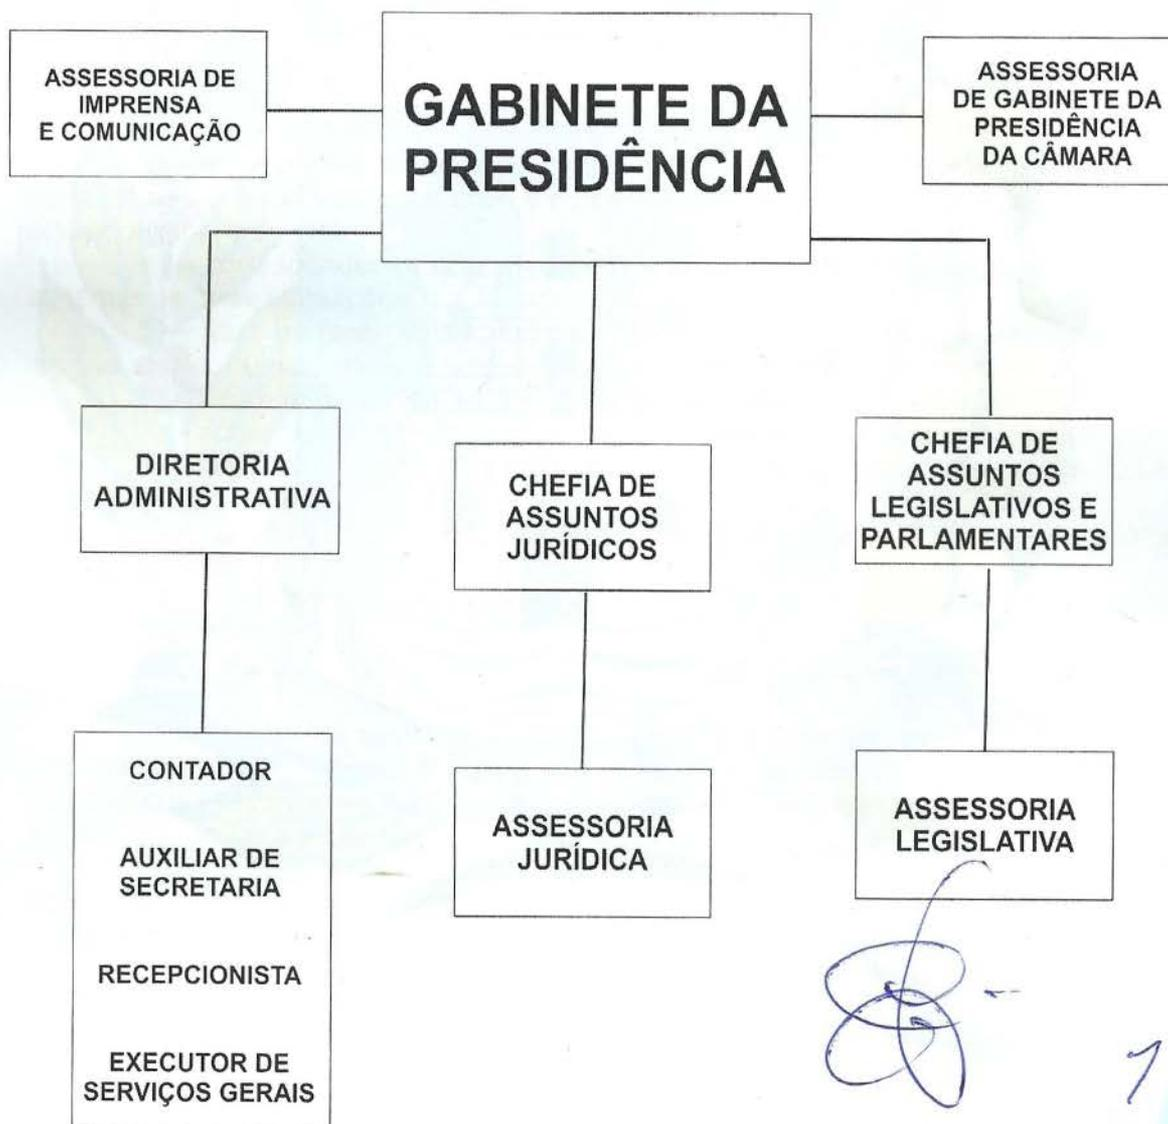 ASSESSORIA DE
IMPRENSA
E COMUNICAÇÃO
GABINETE DA
PRESIDÊNCIA
ASSESSORIA
DE GABINETE DA
PRESIDÊNCIA
DA CÂMARA
DIRETORIA
ADMINISTRATIVA
CHEFIA DE
ASSUNTOS
JURÍDICOS
CHEFIA DE
ASSUNTOS
LEGISLATIVOS E
PARLAMENTARES
CONTADOR
AUXILIAR DE
SECRETARIA
RECEPCIONISTA
EXECUTOR DE
SERVIÇOS GERAIS
ASSESSORIA
JURÍDICA
ASSESSORIA
LEGISLATIVA